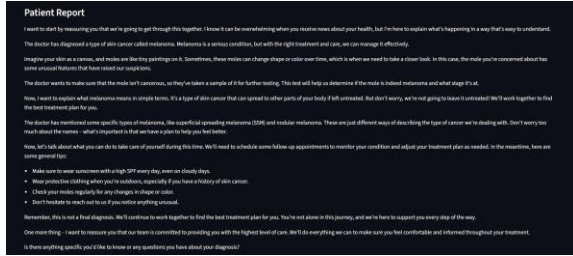 Patient Report
I want to start by reassuring you that we're going to get through this together. I know it can be overwhelming when you receive news about your health, but I'm here to explain what's happening in a way that's easy to understand.
The doctor has diagnosed a type of skin cancer called melanoma. Melanoma is a serious condition, but with the right treatment and care, we can manage it effectively.
Imagine your skin as a canvas, and moles are like tiny paintings on it. Sometimes, these moles can change shape or color over time, which is when we need to take a closer look. In this case, the mole you're concerned about has
some unusual features that have raised our suspicions.
The doctor wants to make sure that the mole isn't cancerous, so they've taken a sample of it for further testing. This test will help us determine if the mole is indeed melanoma and what stage it's at.
Now, I want to explain what melanoma means in simple terms. It's a type of skin cancer that can spread to other parts of your body if left untreated. But don't worry, we're not going to leave it untreated! We'll work together to find
the best treatment plan for you.
The doctor has mentioned some specific types of melanoma, like superficial spreading melanoma (SSM) and nodular melanoma. These are just different ways of describing the type of cancer we're dealing with. Don't worry too
much about the names – what's important is that we have a plan to help you feel better.
Now, let's talk about what you can do to take care of yourself during this time. We'll need to schedule some follow-up appointments to monitor your condition and adjust your treatment plan as needed. In the meantime, here are
some general tips:
• Make sure to wear sunscreen with a high SPF every day, even on cloudy days.
• Wear protective clothing when you're outdoors, especially if you have a history of skin cancer.
• Check your moles regularly for any changes in shape or color.
• Don't hesitate to reach out to us if you notice anything unusual.
Remember, this is not a final diagnosis. We'll continue to work together to find the best treatment plan for you. You're not alone in this journey, and we're here to support you every step of the way.
One more thing – I want to reassure you that our team is committed to providing you with the highest level of care. We'll do everything we can to make sure you feel comfortable and informed throughout your treatment.
Is there anything specific you'd like to know or any questions you have about your diagnosis?